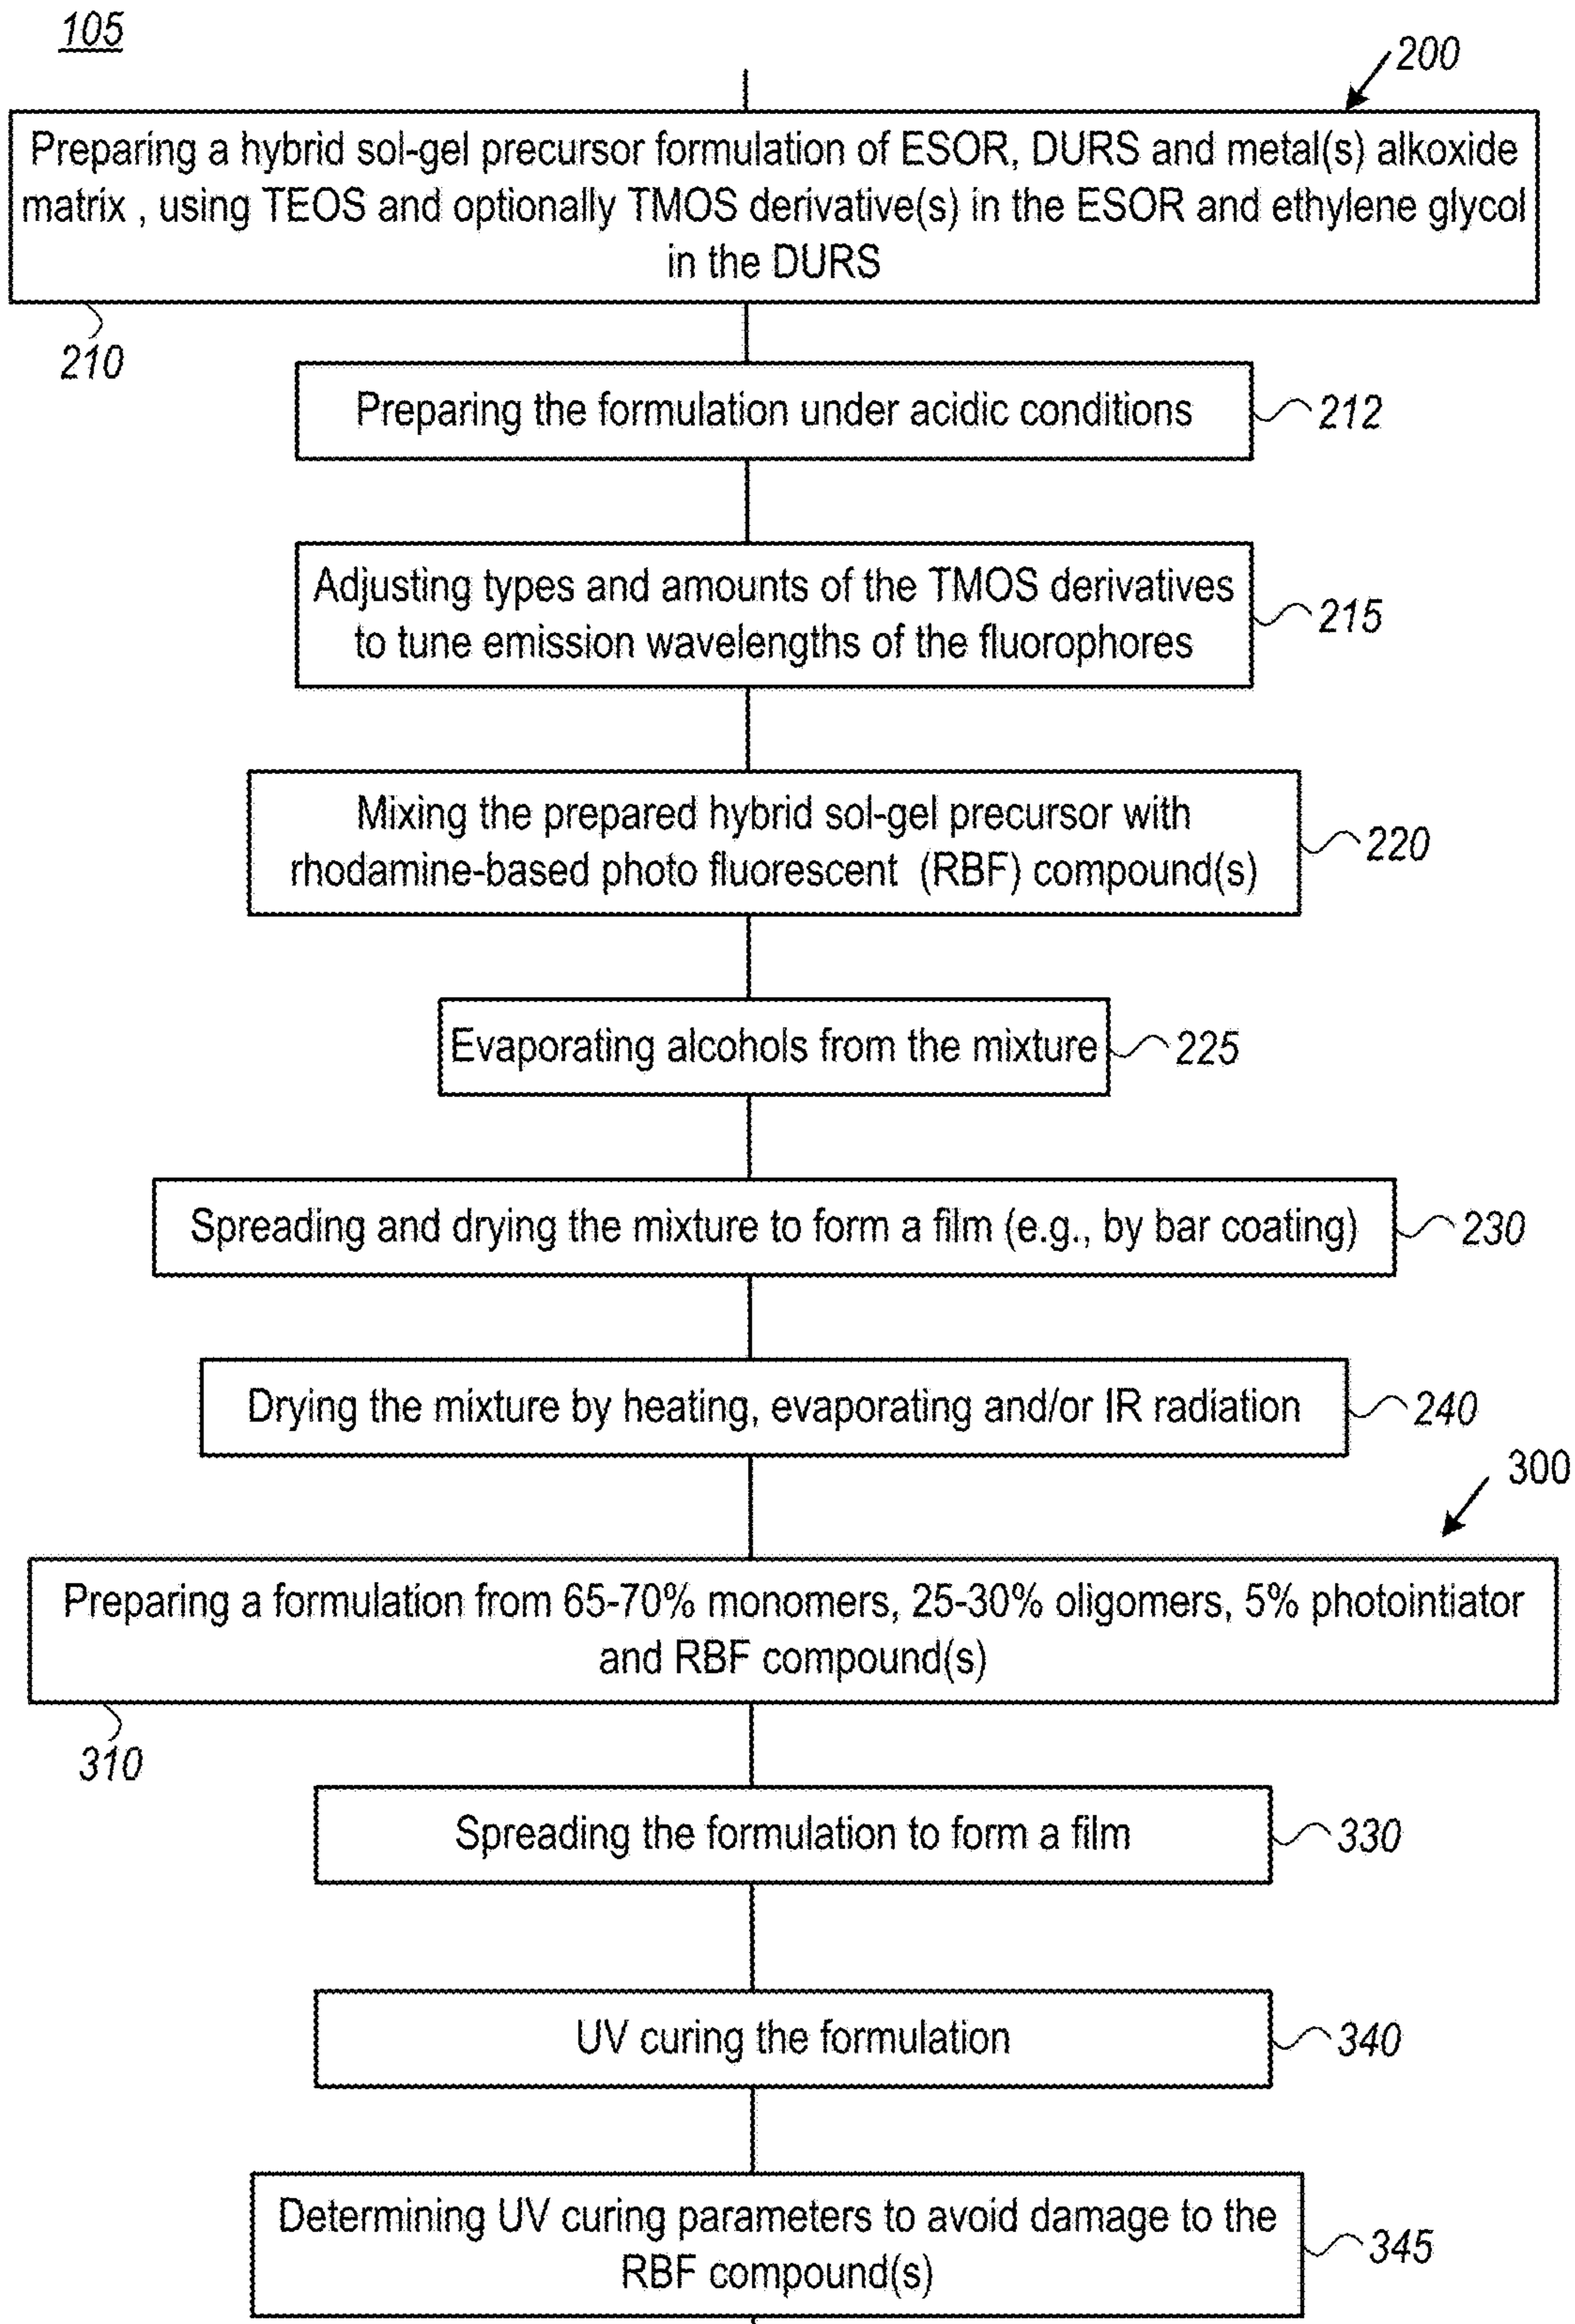 105
200
Preparing a hybrid sol-gel precursor formulation of ESOR, DURS and metal(s) alkoxide
matrix , using TEOS and optionally TMOS derivative(s) in the ESOR and ethylene glycol
in the DURS
210
Preparing the formulation under acidic conditions
212
Adjusting types and amounts of the TMOS derivatives
to tune emission wavelengths of the fluorophores
215
Mixing the prepared hybrid sol-gel precursor with
rhodamine-based photo fluorescent (RBF) compound(s)
220
Evaporating alcohols from the mixture
225
Spreading and drying the mixture to form a film (e.g., by bar coating)
230
Drying the mixture by heating, evaporating and/or IR radiation
240
300
Preparing a formulation from 65-70% monomers, 25-30% oligomers, 5% photointiator
and RBF compound(s)
310
Spreading the formulation to form a film
330
UV curing the formulation
340
Determining UV curing parameters to avoid damage to the
RBF compound(s)
345